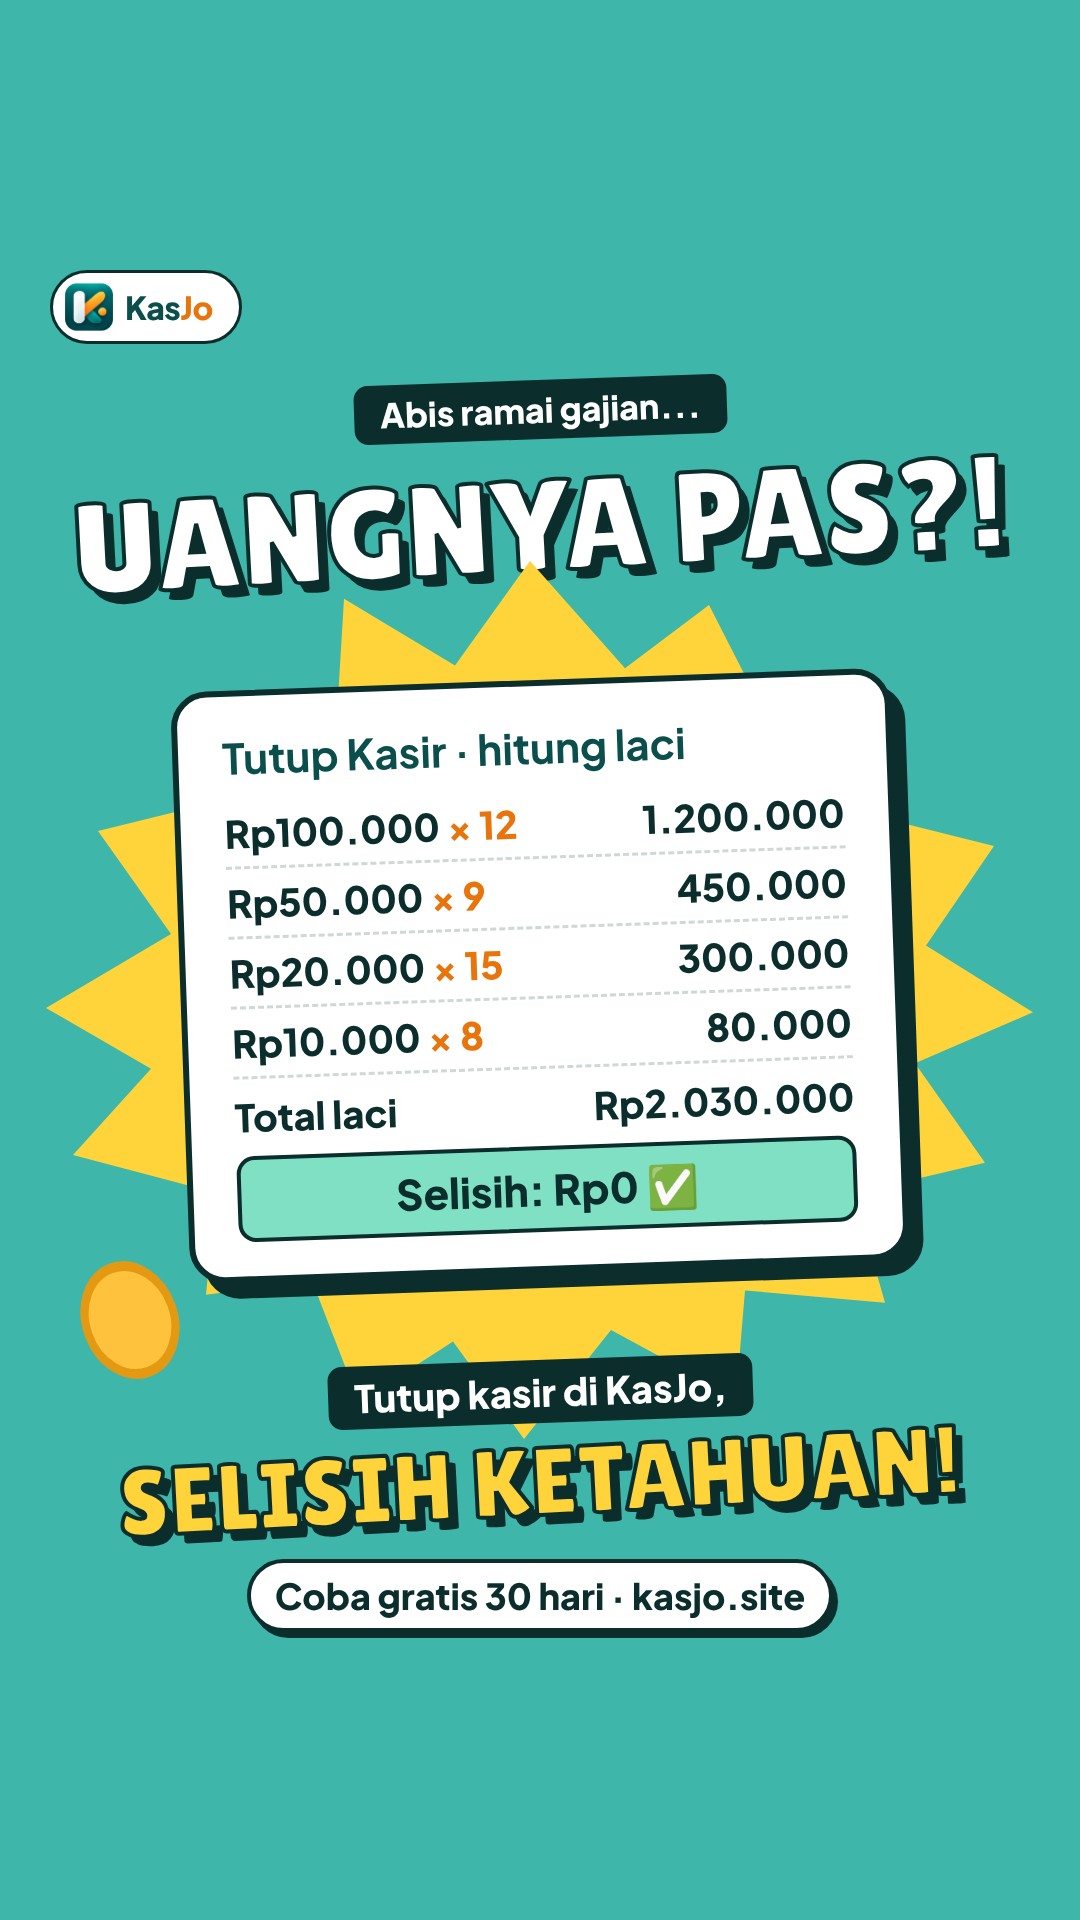 KasJo
Abis ramai gajian...
UANGNYA PAS?!
Tutup Kasir · hitung laci
Rp100.000 × 12 1.200.000
Rp50.000 × 9 450.000
Rp20.000 × 15 300.000
Rp10.000 × 8 80.000
Total laci Rp2.030.000
Selisih: Rp0 ✅
Tutup kasir di KasJo,
SELISIH KETAHUAN!
Coba gratis 30 hari · kasjo.site